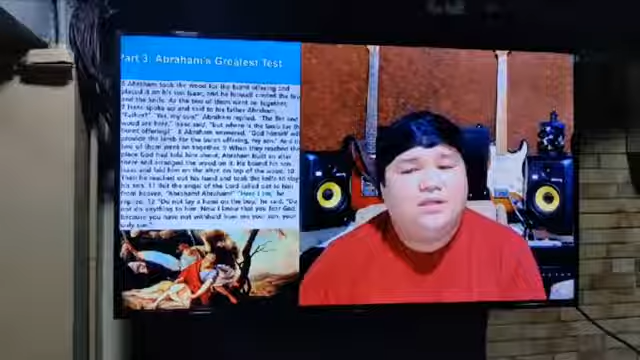 Part 3: Abraham's Greatest Test
6 Abraham took the wood for the burnt offering and
placed it on his son Isaac, and he himself carried the fire
and the knife. As the two of them went on together,
7 Isaac spoke up and said to his father Abraham,
"Father?" "Yes, my son?" Abraham replied. "The fire and
wood are here," Isaac said, "but where is the lamb for the
burnt offering?" 8 Abraham answered, "God himself will
provide the lamb for the burnt offering, my son." And the
two of them went on together. 9 When they reached the
place God had told him about, Abraham built an altar
there and arranged the wood on it. He bound his son
Isaac and laid him on the altar, on top of the wood. 10
Then he reached out his hand and took the knife to slay
his son. 11 But the angel of the Lord called out to him
from heaven, "Abraham! Abraham!" "Here I am," he
replied. 12 "Do not lay a hand on the boy," he said. "Do
not do anything to him. Now I know that you fear God,
because you have not withheld from me your son, your
only son."